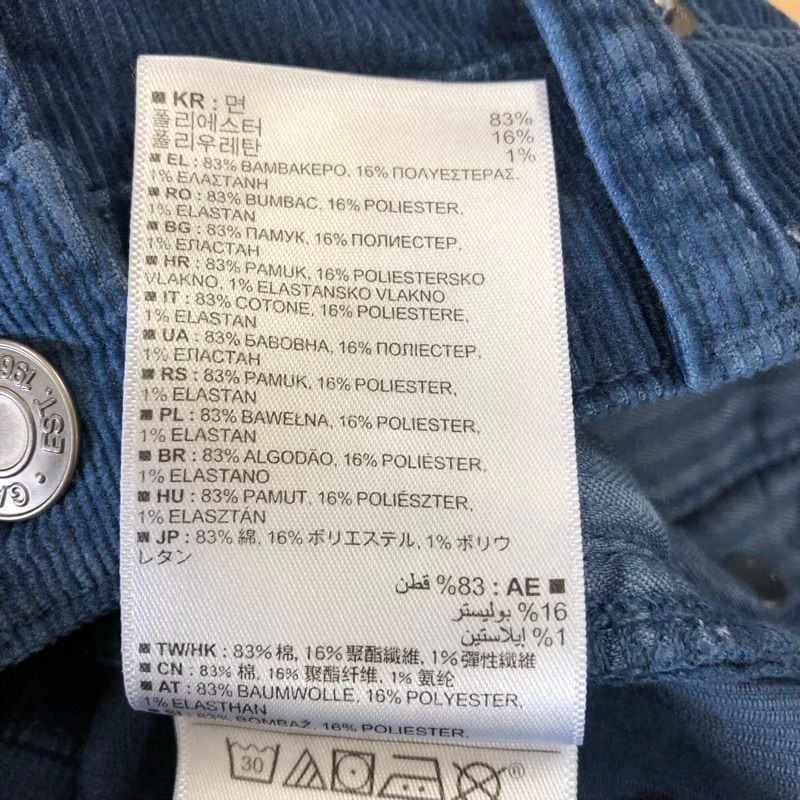 KR : 면 83%
폴리에스터 16%
폴리우레탄 1%
EL : 83% ΒΑΜΒΑΚΕΡΟ, 16% ΠΟΛΥΕΣΤΕΡΑΣ,
1% ΕΛΑΣΤΑΝΗ
RO : 83% BUMBAC, 16% POLIESTER,
1% ELASTAN
BG : 83% ПАМУК, 16% ПОЛИЕСТЕР,
1% ЕЛАСТАН
HR : 83% PAMUK, 16% POLIESTERSKO
VLAKNO, 1% ELASTANSKO VLAKNO
IT : 83% COTONE, 16% POLIESTERE,
1% ELASTAN
UA : 83% БАВОВНА, 16% ПОЛІЕСТЕР,
1% ЕЛАСТАН
RS : 83% PAMUK, 16% POLIESTER,
1% ELASTAN
PL : 83% BAWEŁNA, 16% POLIESTER,
1% ELASTAN
BR : 83% ALGODÃO, 16% POLIÉSTER,
1% ELASTANO
HU : 83% PAMUT, 16% POLIÉSZTER,
1% ELASZTÁN
JP : 83% 綿, 16% ポリエステル, 1% ポリウ
レタン
AE : 83% قطن
16% بوليستر
1% ايلاستين
TW/HK : 83% 棉, 16% 聚酯纖維, 1% 彈性纖維
CN : 83% 棉, 16% 聚酯纤维, 1% 氨纶
AT : 83% BAUMWOLLE, 16% POLYESTER,
1% ELASTHAN
SI : 83% BOMBAŽ, 16% POLIESTER,
30 ®
EST. 196